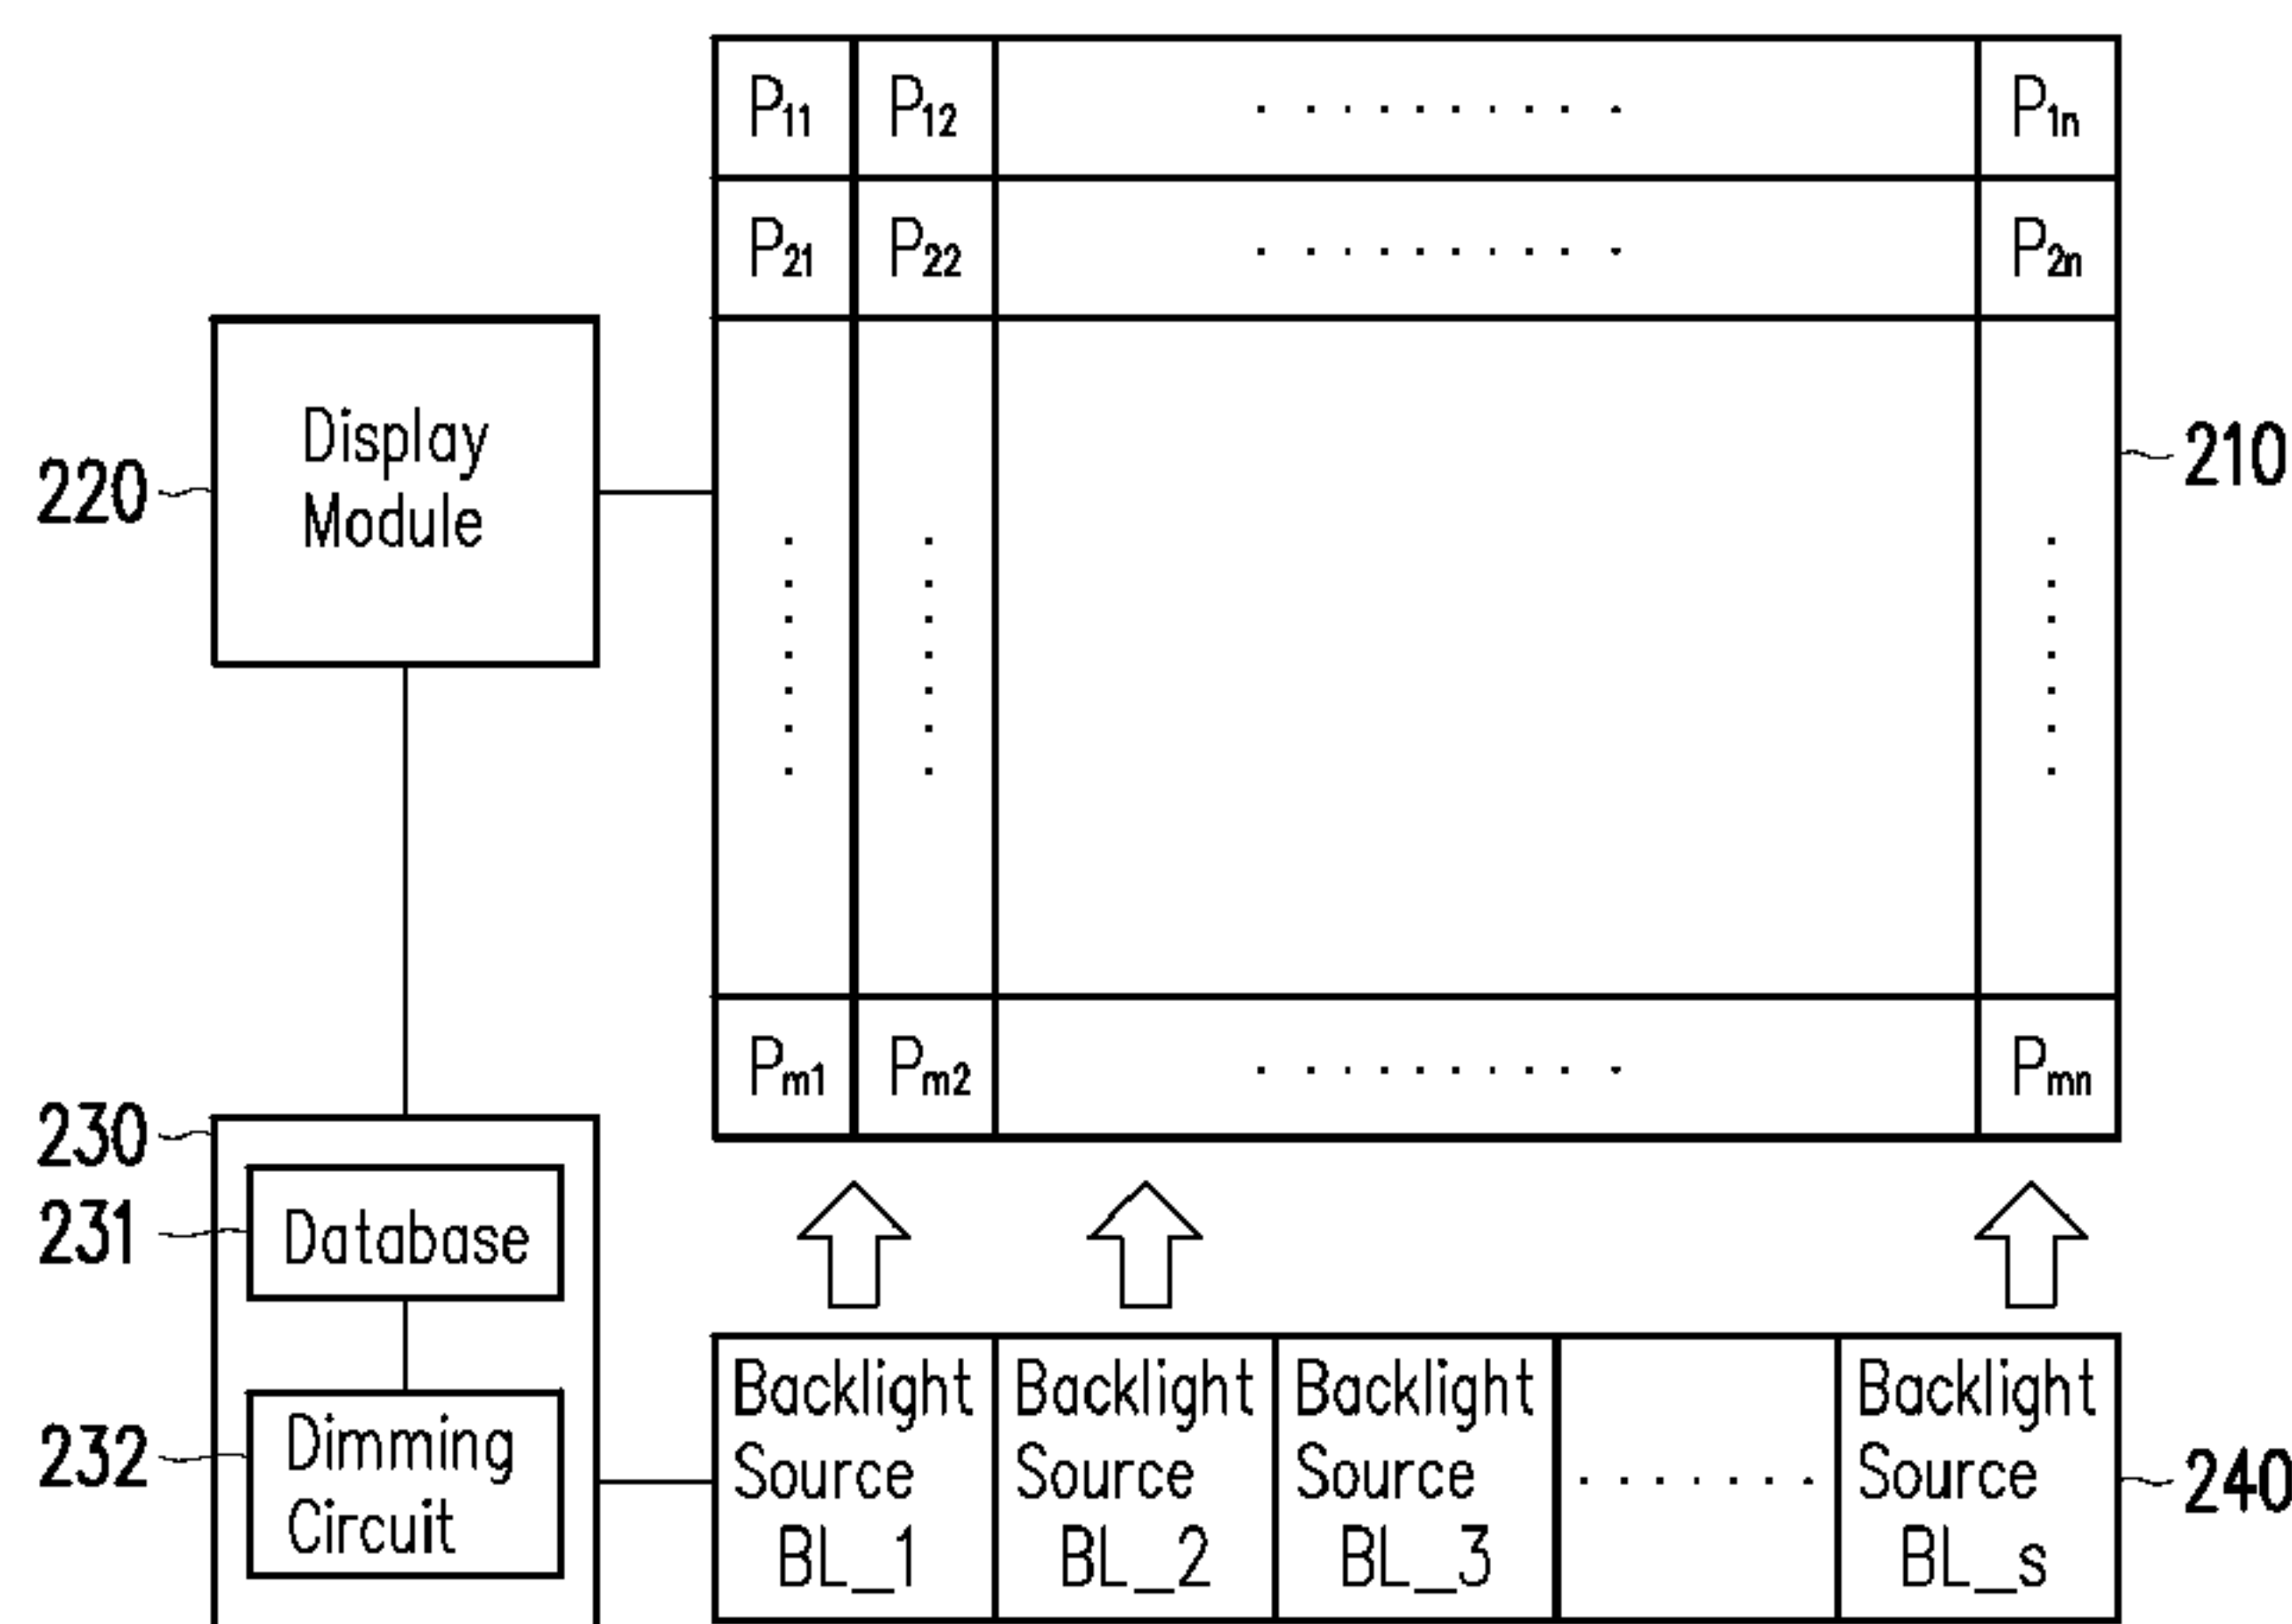 P11 P12 . . . . . . . . . . P1n
P21 P22 . . . . . . . . . . P2n
Display
Module
220
210
Pm1 Pm2 . . . . . . . . . . Pmn
230
231
Database
232
Dimming
Circuit
Backlight Backlight Backlight Backlight
Source Source Source . . . . . . . Source
BL_1 BL_2 BL_3 BL_s
240